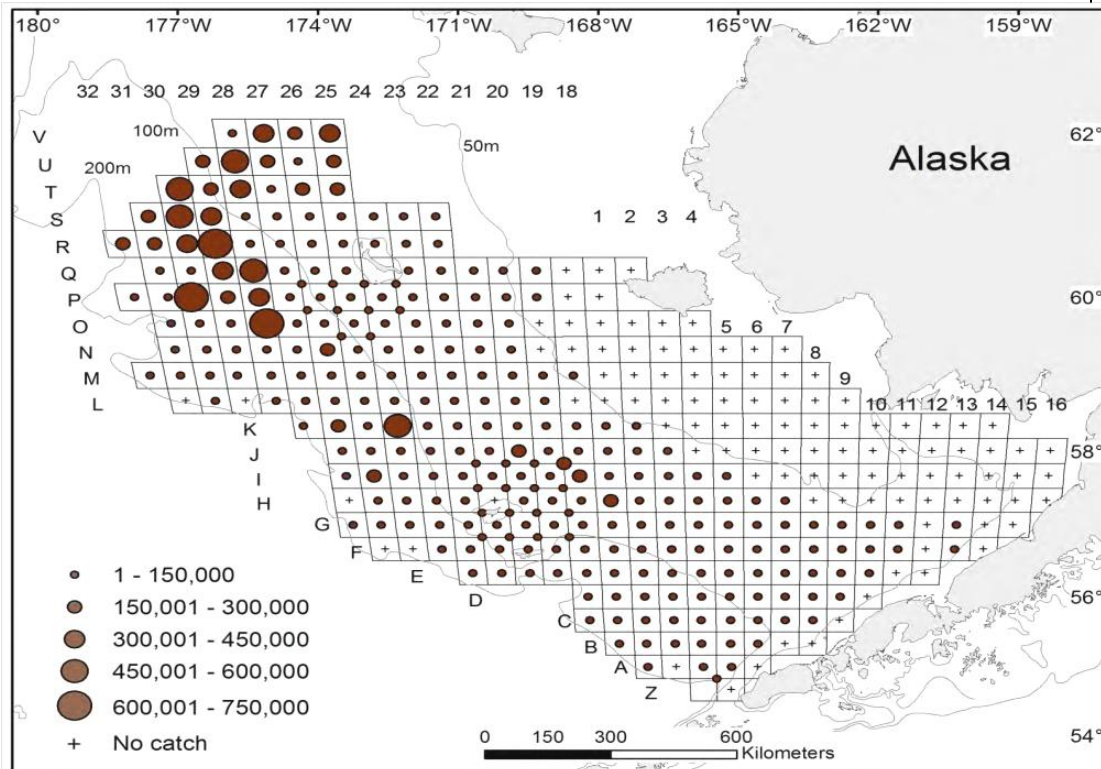 180° 177°W 174°W 171°W 168°W 165°W 162°W 159°W
32 31 30 29 28 27 26 25 24 23 22 21 20 19 18
V
100m
50m
62°
U
Alaska
200m
T
S
1 2 3 4
R
Q
P
60°
O
5 6 7
N
8
M
9
L
10 11 12 13 14 15 16
K
J
58°
I
H
G
F
E
1 - 150,000
D
56°
150,001 - 300,000
C
300,001 - 450,000
B
450,001 - 600,000
A
Z
600,001 - 750,000
+ No catch
54°
0 150 300 600
Kilometers